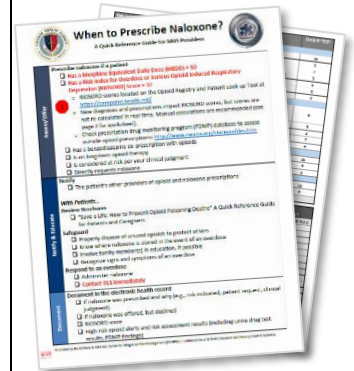 When to Prescribe Naloxone?
A Quick Reference Guide for MHS Providers
Prescribe naloxone if a patient
Has a Morphine Equivalent Daily Dose (MEDD) > 50
Has a Risk Index for Overdose or Serious Opioid Induced Respiratory
Depression (RIOSORD) Score > 32
RIOSORD scores located on the Opioid Registry and Patient Look up Tool at
New diagnoses and prescriptions impact RIOSORD score, but scores are
not re-calculated in real time. Manual calculations are recommended (see
page 2 for worksheet).
Check prescription drug monitoring program (PDMP) database to assess
outside opioid prescriptions:
Has a benzodiazepine co-prescription with opioids
Is on long-term opioid therapy
Is considered at risk per your clinical judgment
Directly requests naloxone
Notify
The patient's other providers of opioid and naloxone prescriptions
With Patients...
Review Brochures
"Save a Life: How to Prevent Opioid Poisoning Deaths" A Quick Reference Guide
for Patients and Caregivers
Safeguard
Properly dispose of unused opioids to protect others
Know where naloxone is stored in the event of an overdose
Involve family member(s) in education, if possible
Recognize signs and symptoms of an overdose
Respond to an overdose
Administer naloxone
Contact 911 immediately
Notify & Educate
Document in the electronic health record
If naloxone was prescribed and why (e.g., risk indicated, patient request, clinical
judgment)
If naloxone was offered, but declined
RIOSORD score
High-risk opioid alerts and risk assessment results (including urine drug test
results, PDMP findings)
Document